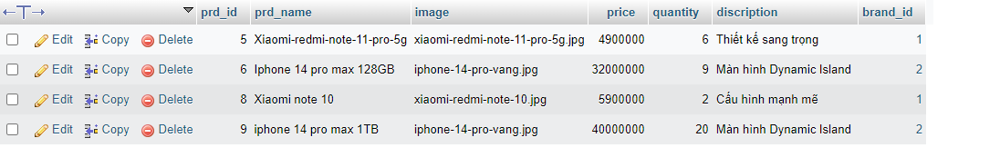 prd_id prd_name image price quantity discription brand_id
Edit Copy Delete 5 Xiaomi-redmi-note-11-pro-5g xiaomi-redmi-note-11-pro-5g.jpg 4900000 6 Thiết kế sang trọng 1
Edit Copy Delete 6 Iphone 14 pro max 128GB iphone-14-pro-vang.jpg 32000000 9 Màn hình Dynamic Island 2
Edit Copy Delete 8 Xiaomi note 10 xiaomi-redmi-note-10.jpg 5900000 2 Cấu hình mạnh mẽ 1
Edit Copy Delete 9 iphone 14 pro max 1TB iphone-14-pro-vang.jpg 40000000 20 Màn hình Dynamic Island 2